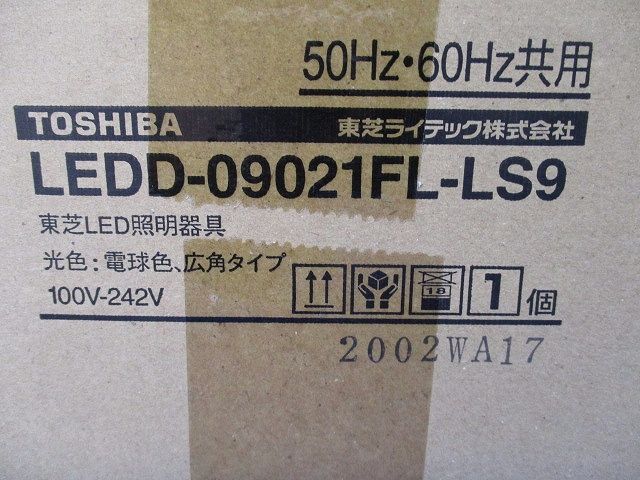 50Hz・60Hz共用
TOSHIBA 東芝ライテック株式会社
LEDD-09021FL-LS9
東芝LED照明器具
光色：電球色、広角タイプ
100V-242V
18
1個
2002WA17